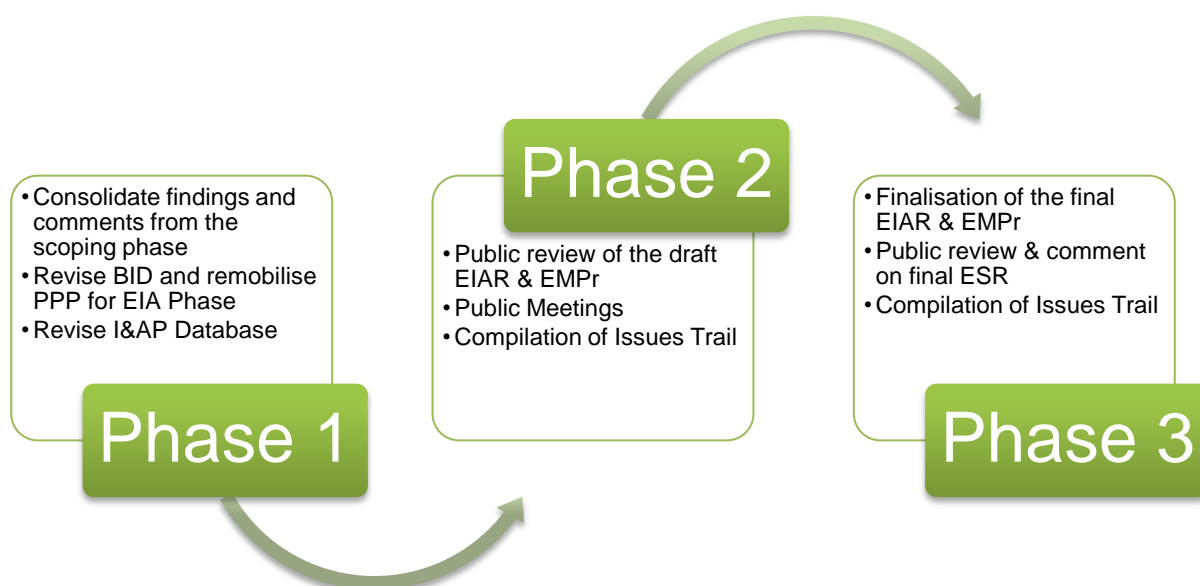 • Consolidate findings and
comments from the
scoping phase
• Revise BID and remobilise
PPP for EIA Phase
• Revise I&AP Database
Phase 1
Phase 2
• Public review of the draft
EIAR & EMPr
• Public Meetings
• Compilation of Issues Trail
• Finalisation of the final
EIAR & EMPr
• Public review & comment
on final ESR
• Compilation of Issues Trail
Phase 3